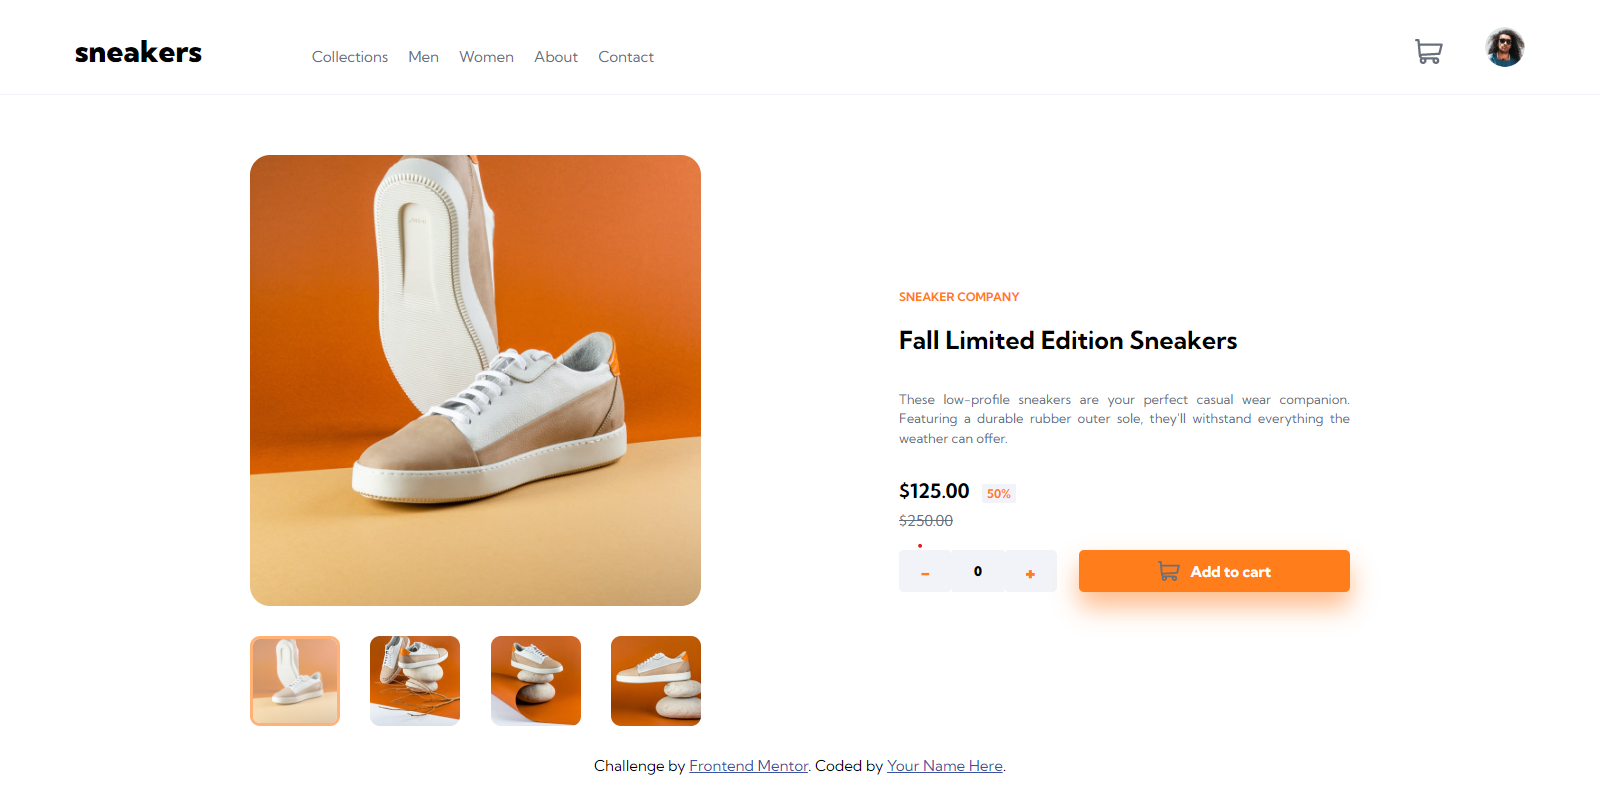 sneakers
Collections Men Women About Contact
SNEAKER COMPANY
Fall Limited Edition Sneakers
These low-profile sneakers are your perfect casual wear companion.
Featuring a durable rubber outer sole, they'll withstand everything the
weather can offer.
$125.00 50%
$250.00
- 0 + Add to cart
Challenge by Frontend Mentor. Coded by Your Name Here.